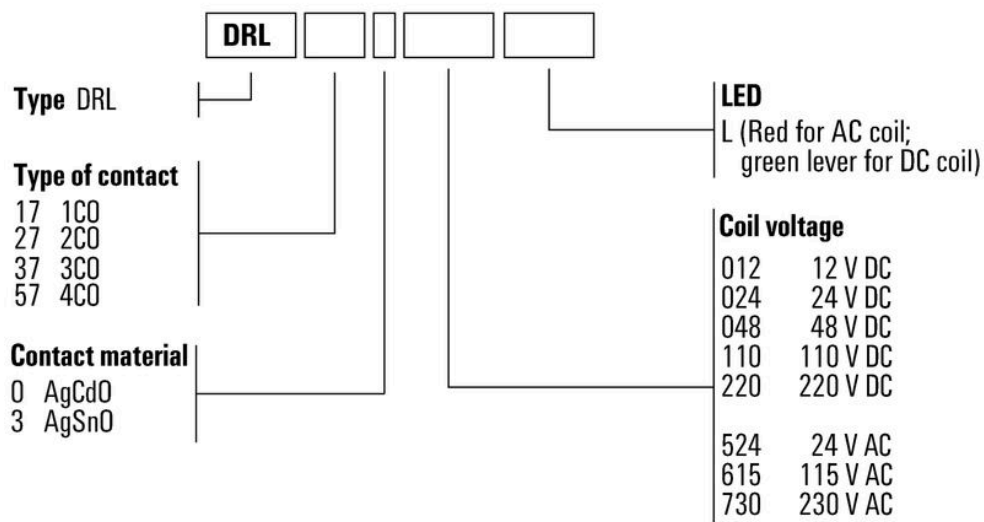 DRL
Type DRL
Type of contact
17 1CO
27 2CO
37 3CO
57 4CO
Contact material
0 AgCdO
3 AgSnO
LED
L (Red for AC coil;
green lever for DC coil)
Coil voltage
012 12 V DC
024 24 V DC
048 48 V DC
110 110 V DC
220 220 V DC
524 24 V AC
615 115 V AC
730 230 V AC